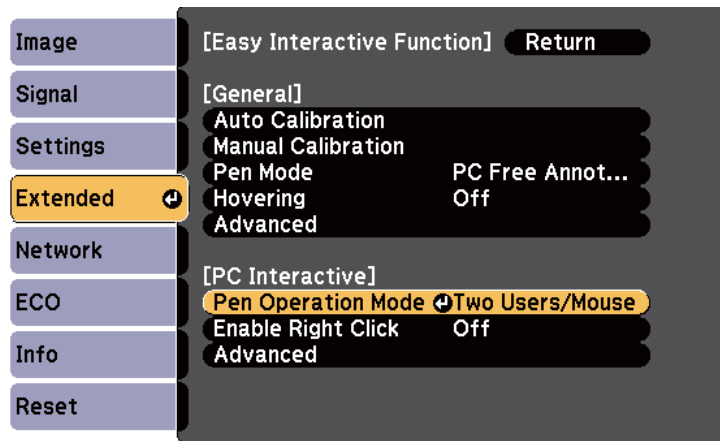 Image
Signal
Settings
Extended
Network
ECO
Info
Reset
[Easy Interactive Function] Return
[General]
Auto Calibration
Manual Calibration
Pen Mode PC Free Annot...
Hovering Off
Advanced
[PC Interactive]
Pen Operation Mode Two Users/Mouse
Enable Right Click Off
Advanced